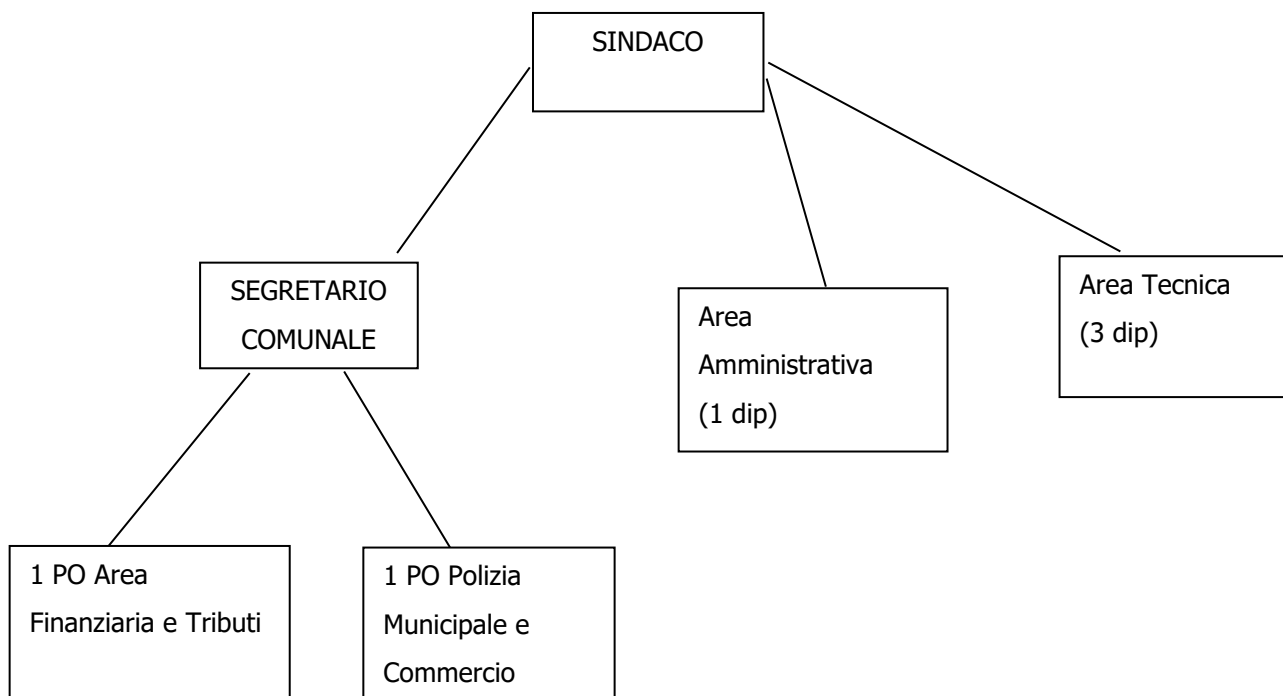 SINDACO
SEGRETARIO
COMUNALE
Area
Amministrativa
(1 dip)
Area Tecnica
(3 dip)
1 PO Area
Finanziaria e Tributi
1 PO Polizia
Municipale e
Commercio